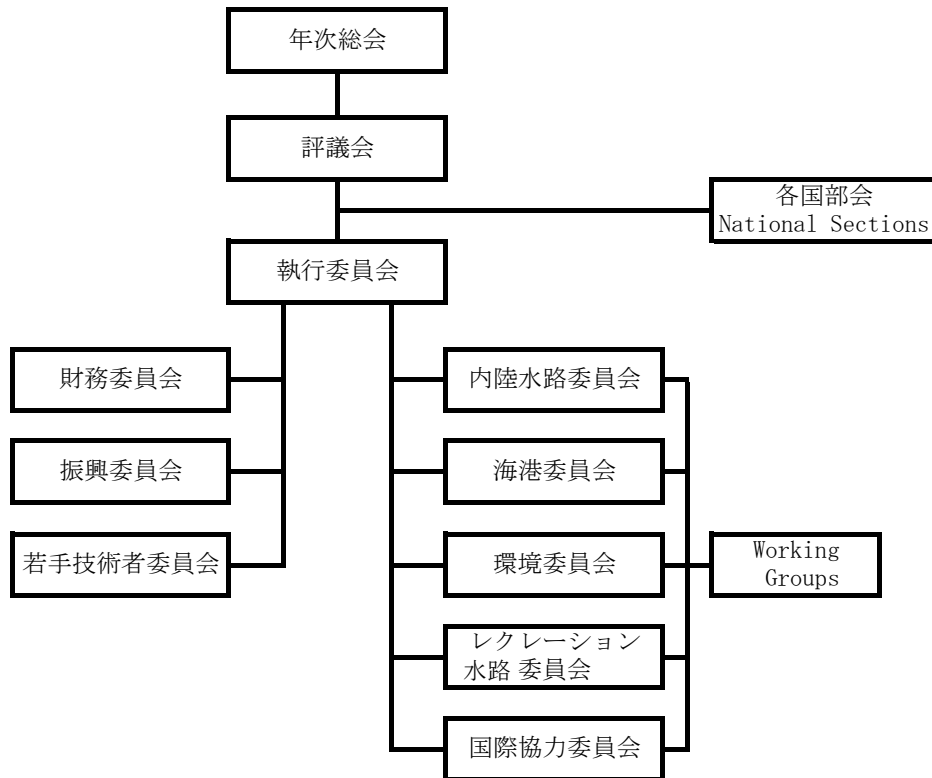 年次総会
評議会
各国部会
National Sections
執行委員会
財務委員会
内陸水路委員会
振興委員会
海港委員会
若手技術者委員会
環境委員会
Working
Groups
レクレーション
水路 委員会
国際協力委員会